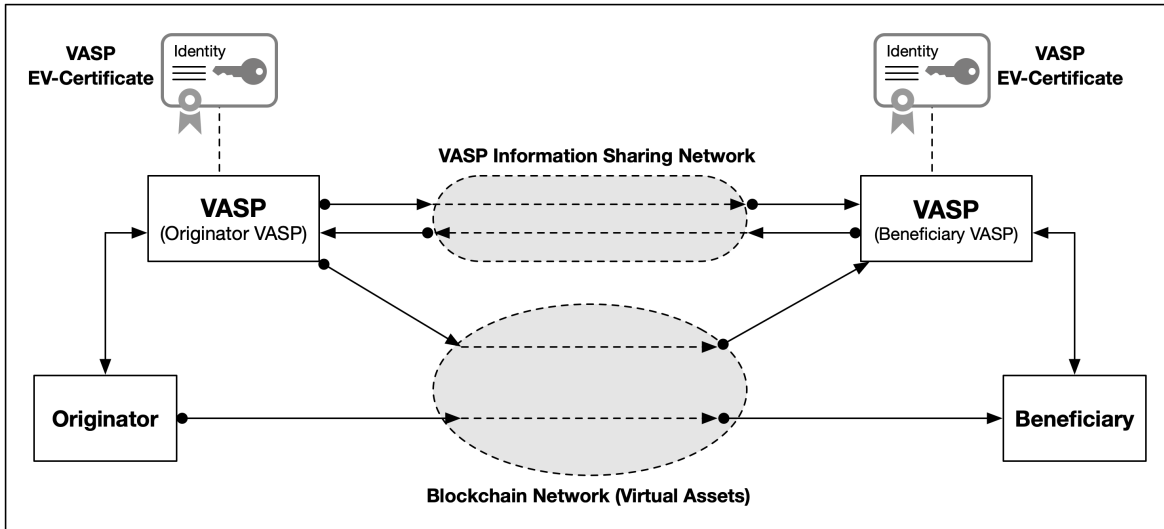 VASP
EV-Certificate
Identity
Identity
VASP
EV-Certificate
VASP Information Sharing Network
VASP
(Originator VASP)
VASP
(Beneficiary VASP)
Originator
Beneficiary
Blockchain Network (Virtual Assets)